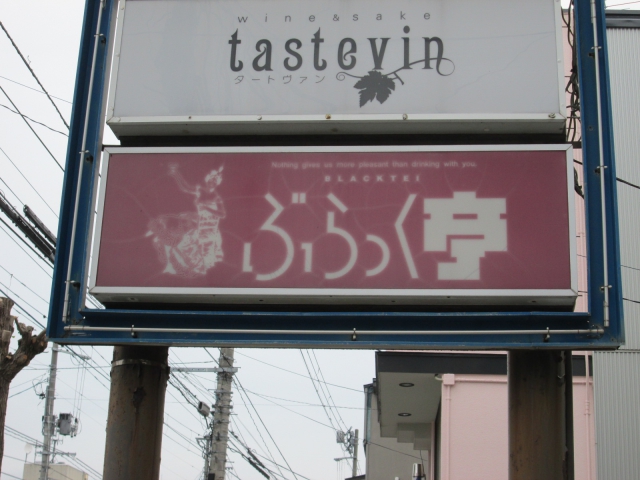 wine & sake
tastevin
タートヴァン
Nothing gives us more pleasant than drinking with you.
BLACKTEI
ぶらっく亭